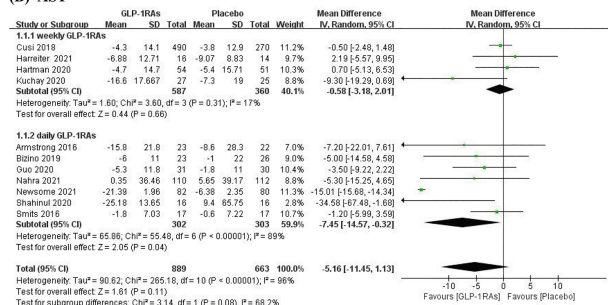 (B) AST
GLP-1RAs Placebo Mean Difference Mean Difference
Study or Subgroup Mean SD Total Mean SD Total Weight IV, Random, 95% CI IV, Random, 95% CI
1.1.1 weekly GLP-1RAs
Cusi 2018 -4.3 14.1 490 -3.8 12.9 270 11.2% -0.50 [-2.48, 1.48]
Harreiter 2021 -6.88 12.71 16 -9.07 8.83 14 9.8% 2.19 [-5.57, 9.95]
Hartman 2020 -4.7 14.7 54 -5.4 15.71 51 10.4% 0.70 [-5.13, 6.53]
Kuchay 2020 -16.6 17.667 27 -7.3 19 25 8.8% -9.30 [-19.29, 0.69]
Subtotal (95% CI) 587 360 40.1% -0.58 [-3.18, 2.01]
Heterogeneity: Tau² = 1.60; Chi² = 3.60, df = 3 (P = 0.31); I² = 17%
Test for overall effect: Z = 0.44 (P = 0.66)
1.1.2 daily GLP-1RAs
Armstrong 2016 -15.8 21.8 23 -8.6 28.3 22 7.0% -7.20 [-22.01, 7.61]
Bizino 2019 -6 11 23 -1 22 26 8.9% -5.00 [-14.58, 4.58]
Guo 2020 -5.3 11.8 31 -1.8 11 30 10.4% -3.50 [-9.22, 2.22]
Nahra 2021 0.35 36.46 110 5.65 39.17 112 8.8% -5.30 [-15.25, 4.65]
Newsome 2021 -21.39 1.96 82 -6.38 2.35 80 11.3% -15.01 [-15.68, -14.34]
Shahinul 2020 -25.18 13.65 16 9.4 65.75 16 2.9% -34.58 [-67.48, -1.68]
Smits 2016 -1.8 7.03 17 -0.6 7.22 17 10.7% -1.20 [-5.99, 3.59]
Subtotal (95% CI) 302 303 59.9% -7.45 [-14.57, -0.32]
Heterogeneity: Tau² = 65.86; Chi² = 55.48, df = 6 (P < 0.00001); I² = 89%
Test for overall effect: Z = 2.05 (P = 0.04)
Total (95% CI) 889 663 100.0% -5.16 [-11.45, 1.13]
Heterogeneity: Tau² = 90.62; Chi² = 265.18, df = 10 (P < 0.00001); I² = 96%
Test for overall effect: Z = 1.61 (P = 0.11)
Test for subgroup differences: Chi² = 3.14, df = 1 (P = 0.08), I² = 68.2%
-10 -5 0 5 10
Favours [GLP-1RAs] Favours [Placebo]